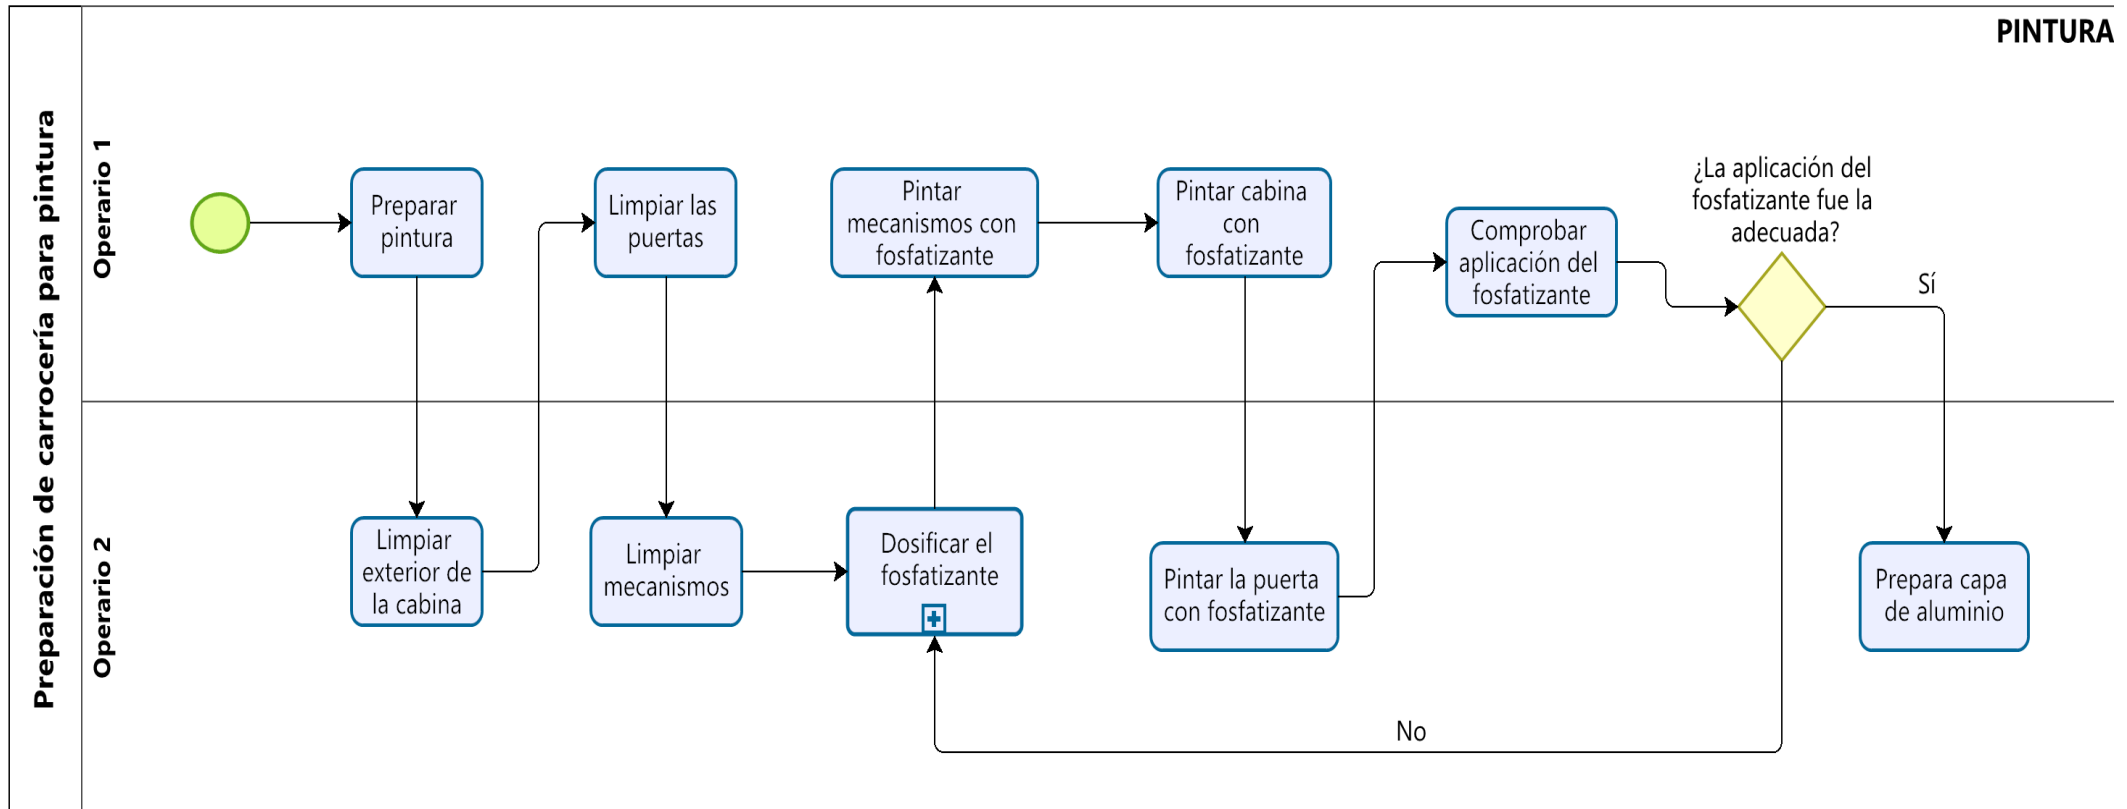 PINTURA
Preparación de carrocería para pintura
Operario 1
Preparar
pintura
Limpiar las
puertas
Pintar
mecanismos con
fosfatizante
Pintar cabina
con
fosfatizante
Comprobar
aplicación del
fosfatizante
¿La aplicación del
fosfatizante fue la
adecuada?
Sí
Operario 2
Limpiar
exterior de
la cabina
Limpiar
mecanismos
Dosificar el
fosfatizante
Pintar la puerta
con fosfatizante
Prepara capa
de aluminio
No